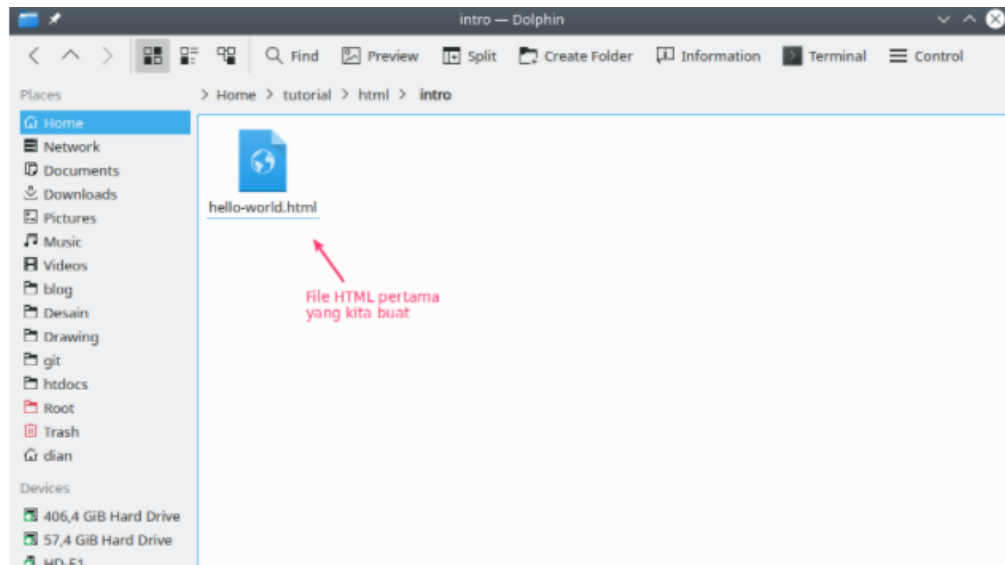 intro — Dolphin
Find Preview Split Create Folder Information Terminal Control
Places
> Home > tutorial > html > intro
Home
Network
Documents
Downloads
Pictures
Music
Videos
blog
Desain
Drawing
git
htdocs
Root
Trash
dian
Devices
406,4 GiB Hard Drive
57,4 GiB Hard Drive
HD-E1
hello-world.html
File HTML pertama
yang kita buat